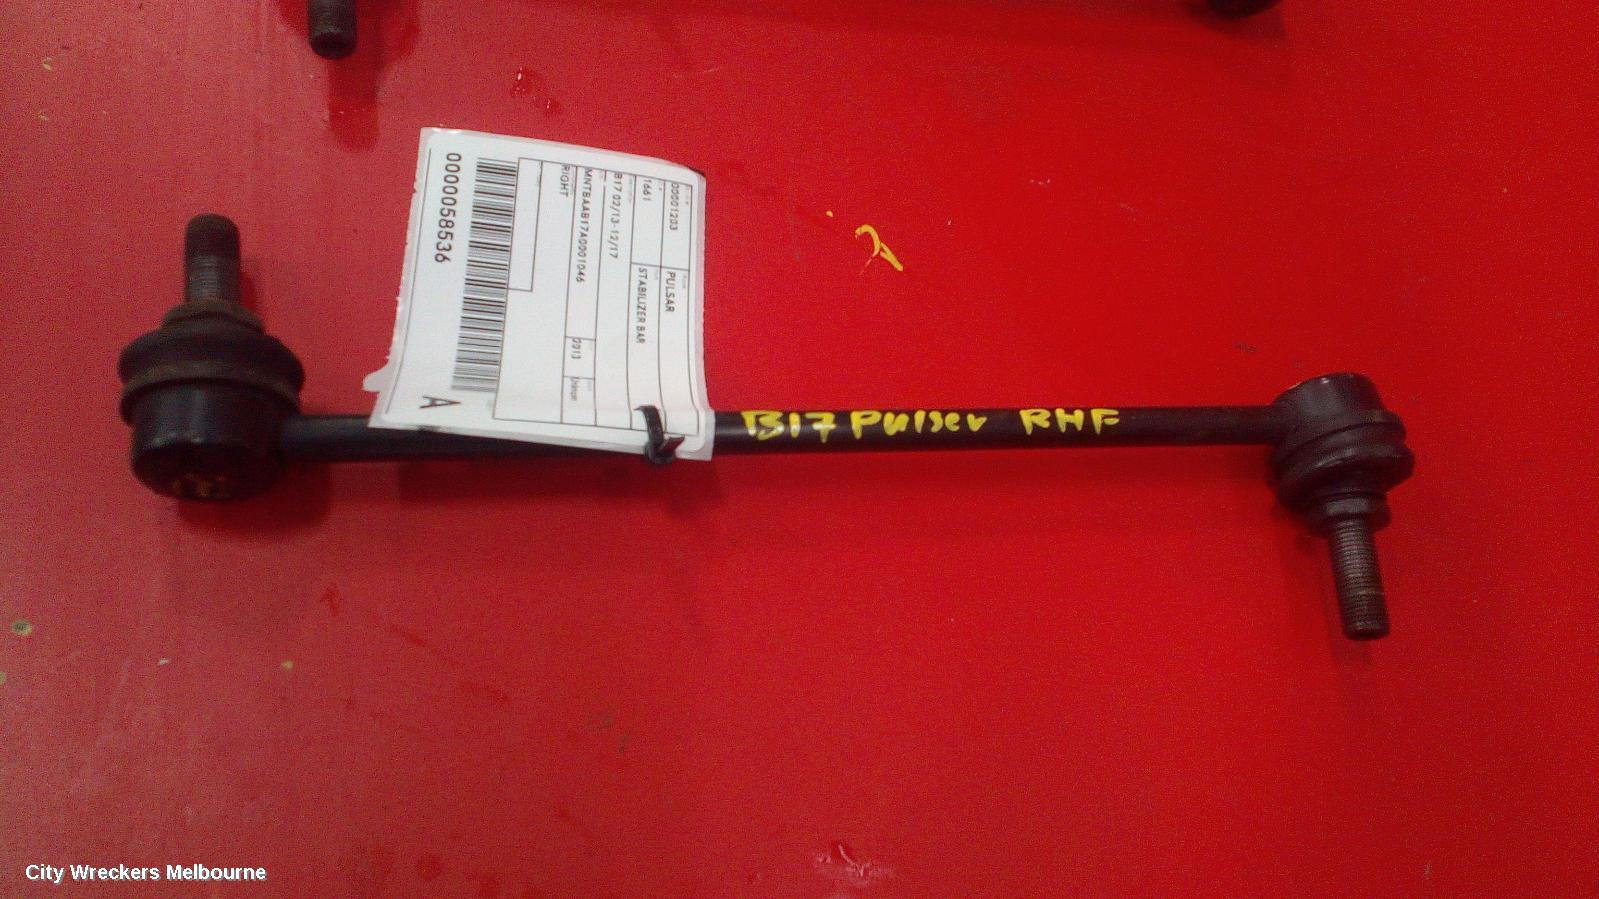 00001203
PULSAR
1661
STABILIZER BAR
B17 02/13-12/17
MNTBAAB17A0001046
2013
RIGHT
0000058536
A
B17 Pulser RHF
City Wreckers Melbourne